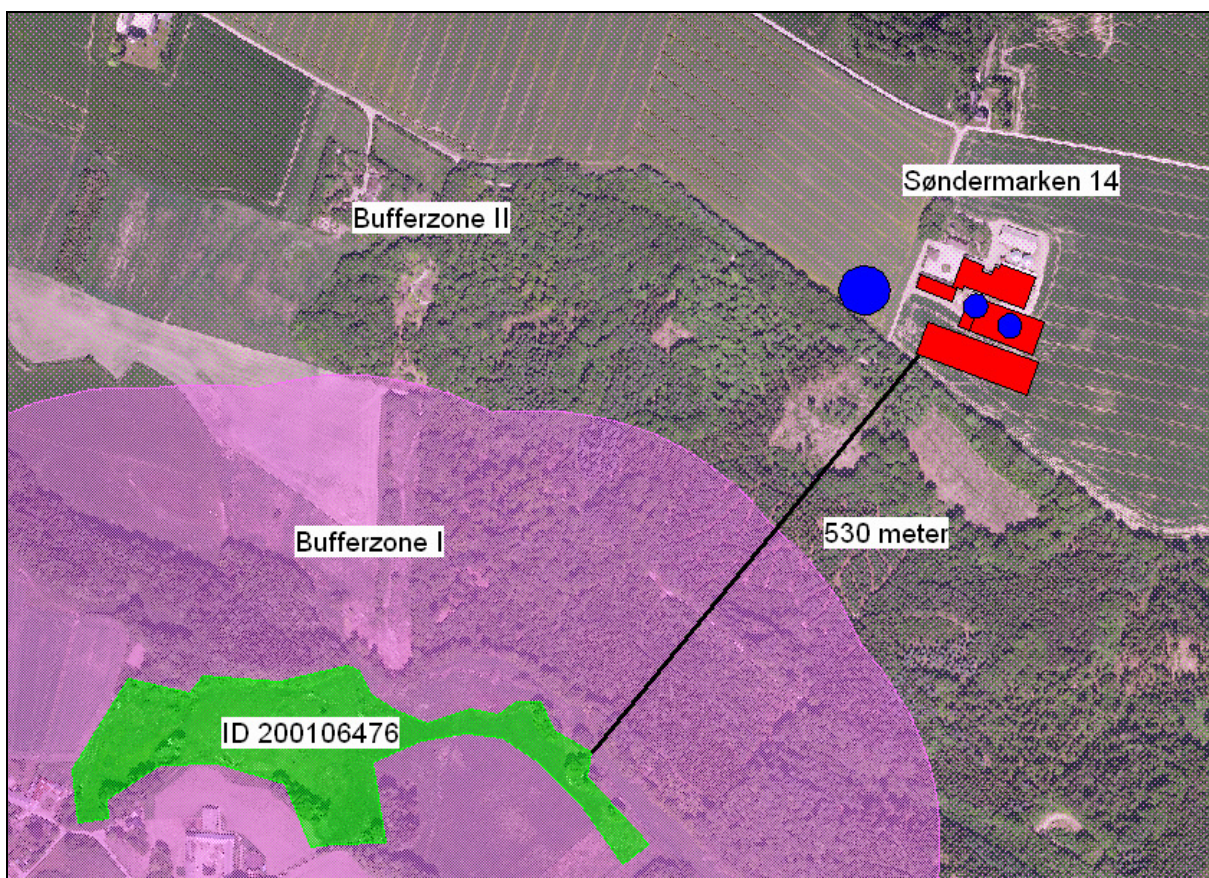 Søndermarken 14
Bufferzone II
530 meter
Bufferzone I
ID 200106476